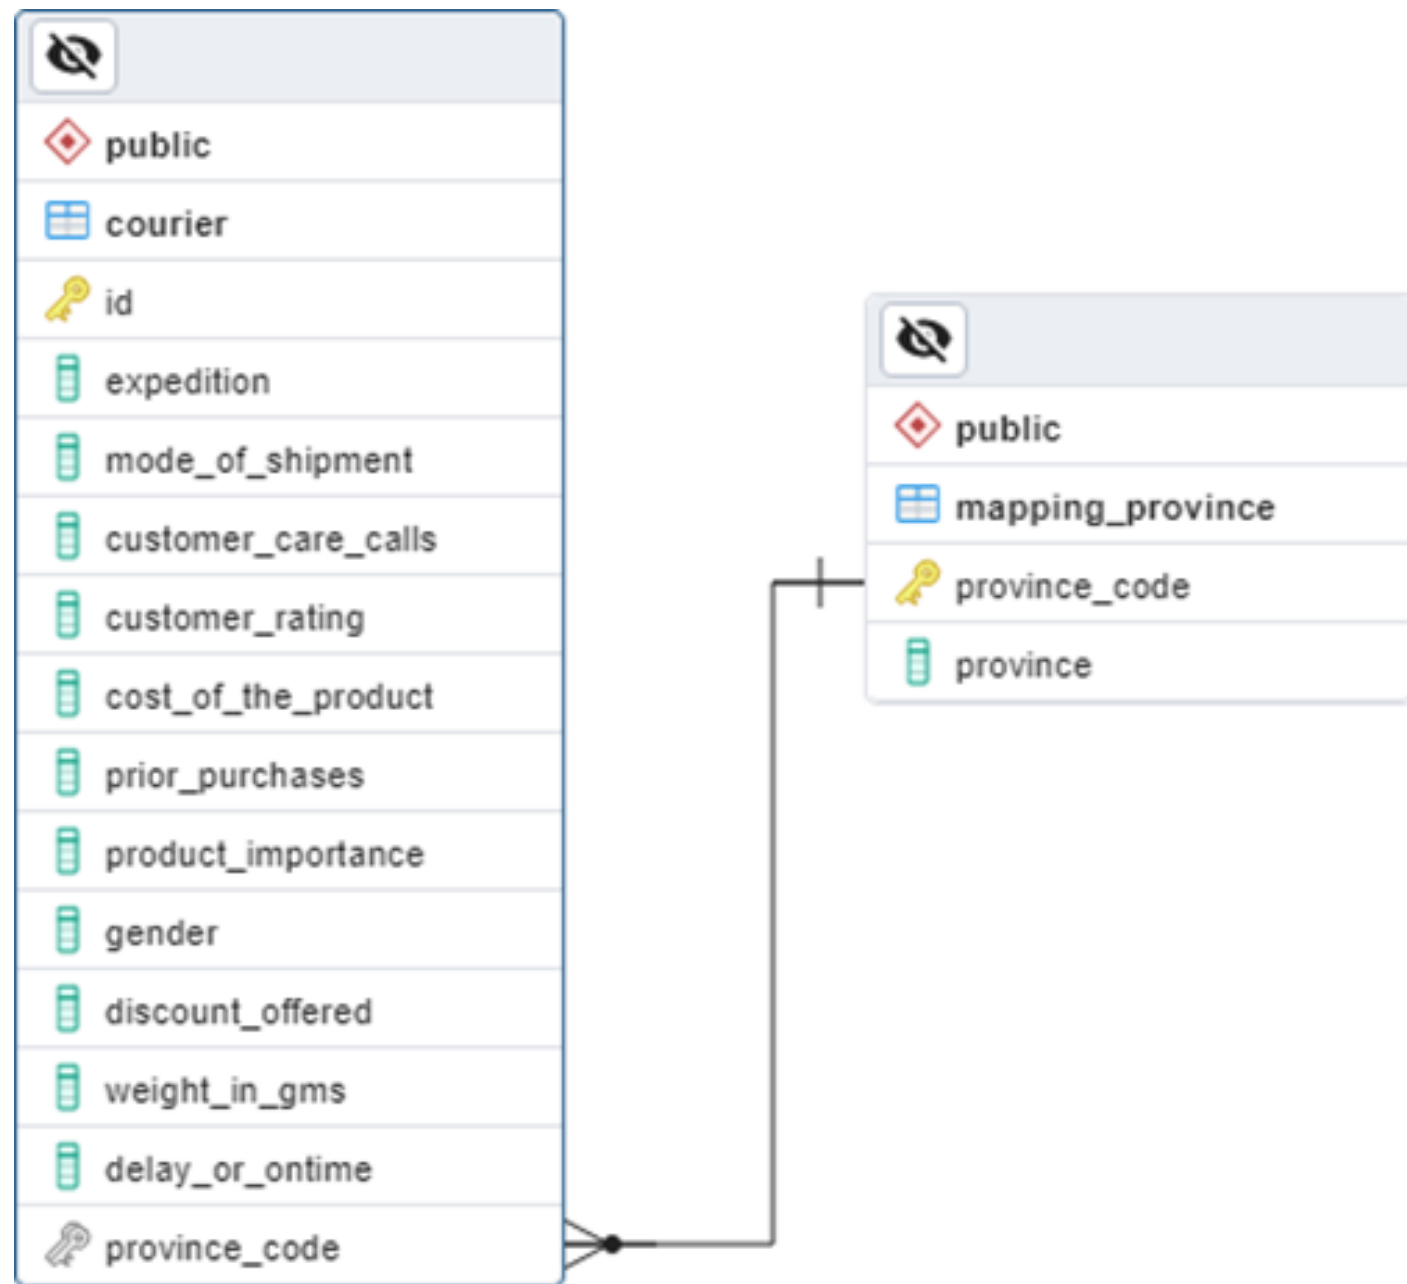 public
courier
id
expedition
mode_of_shipment
customer_care_calls
customer_rating
cost_of_the_product
prior_purchases
product_importance
gender
discount_offered
weight_in_gms
delay_or_ontime
province_code
public
mapping_province
province_code
province